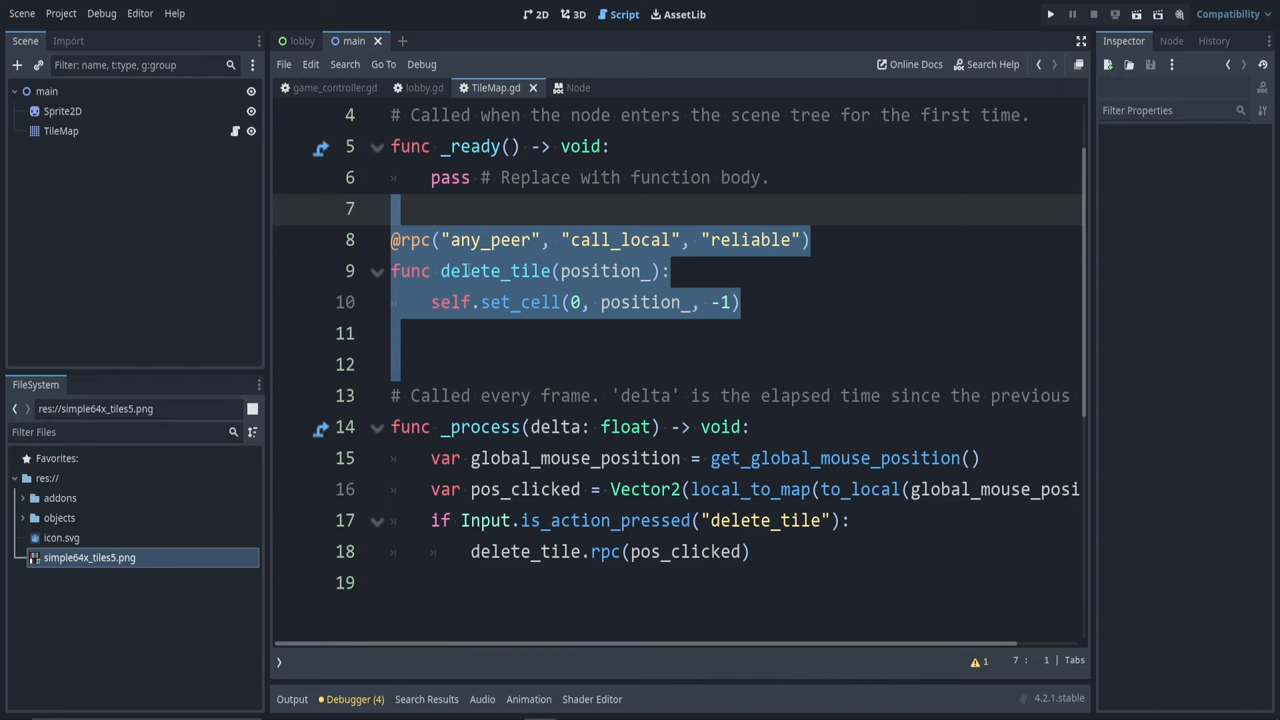 Scene Project Debug Editor Help
2D 3D Script AssetLib
Compatibility
Scene Import
Filter: name, t:type, g:group
main
Sprite2D
TileMap
FileSystem
res://simple64x_tiles5.png
Filter Files
Favorites:
res://
addons
objects
icon.svg
simple64x_tiles5.png
lobby main
File Edit Search Go To Debug
Online Docs Search Help
game_controller.gd lobby.gd TileMap.gd Node
4 # Called when the node enters the scene tree for the first time.
5 func _ready() -> void:
6 pass # Replace with function body.
7
8 @rpc("any_peer", "call_local", "reliable")
9 func delete_tile(position_):
10 self.set_cell(0, position_, -1)
11
12
13 # Called every frame. 'delta' is the elapsed time since the previous
14 func _process(delta: float) -> void:
15 var global_mouse_position = get_global_mouse_position()
16 var pos_clicked = Vector2(local_to_map(to_local(global_mouse_posi
17 if Input.is_action_pressed("delete_tile"):
18 delete_tile.rpc(pos_clicked)
19
1 7 : 1 | Tabs
Output Debugger (4) Search Results Audio Animation Shader Editor
4.2.1.stable
Inspector Node History
Filter Properties